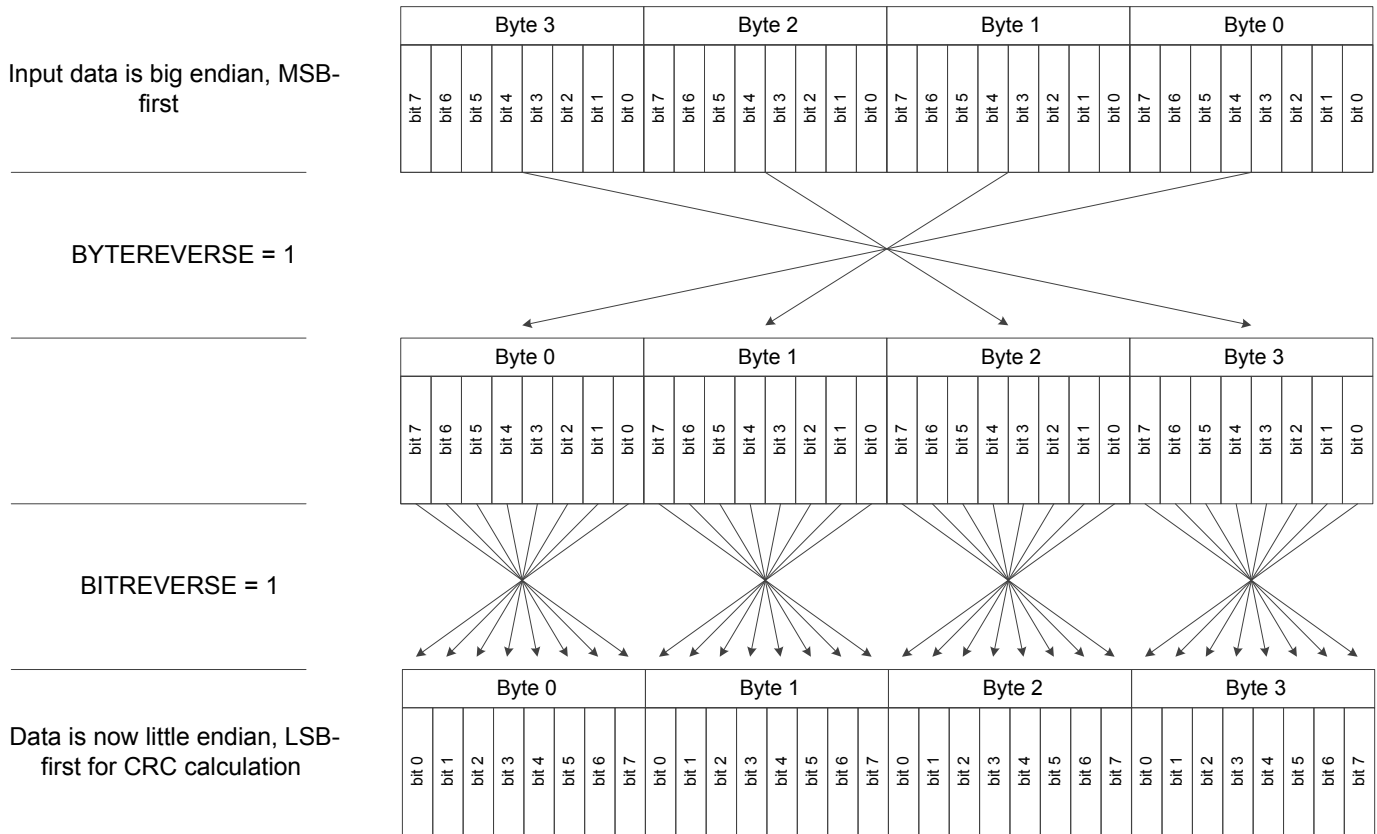 Byte 3 Byte 2 Byte 1 Byte 0
Input data is big endian, MSB-
first
bit 7 bit 6 bit 5 bit 4 bit 3 bit 2 bit 1 bit 0 bit 7 bit 6 bit 5 bit 4 bit 3 bit 2 bit 1 bit 0 bit 7 bit 6 bit 5 bit 4 bit 3 bit 2 bit 1 bit 0 bit 7 bit 6 bit 5 bit 4 bit 3 bit 2 bit 1 bit 0
BYTEREVERSE = 1
Byte 0 Byte 1 Byte 2 Byte 3
bit 7 bit 6 bit 5 bit 4 bit 3 bit 2 bit 1 bit 0 bit 7 bit 6 bit 5 bit 4 bit 3 bit 2 bit 1 bit 0 bit 7 bit 6 bit 5 bit 4 bit 3 bit 2 bit 1 bit 0 bit 7 bit 6 bit 5 bit 4 bit 3 bit 2 bit 1 bit 0
BITREVERSE = 1
Byte 0 Byte 1 Byte 2 Byte 3
Data is now little endian, LSB-
first for CRC calculation
bit 0 bit 1 bit 2 bit 3 bit 4 bit 5 bit 6 bit 7 bit 0 bit 1 bit 2 bit 3 bit 4 bit 5 bit 6 bit 7 bit 0 bit 1 bit 2 bit 3 bit 4 bit 5 bit 6 bit 7 bit 0 bit 1 bit 2 bit 3 bit 4 bit 5 bit 6 bit 7